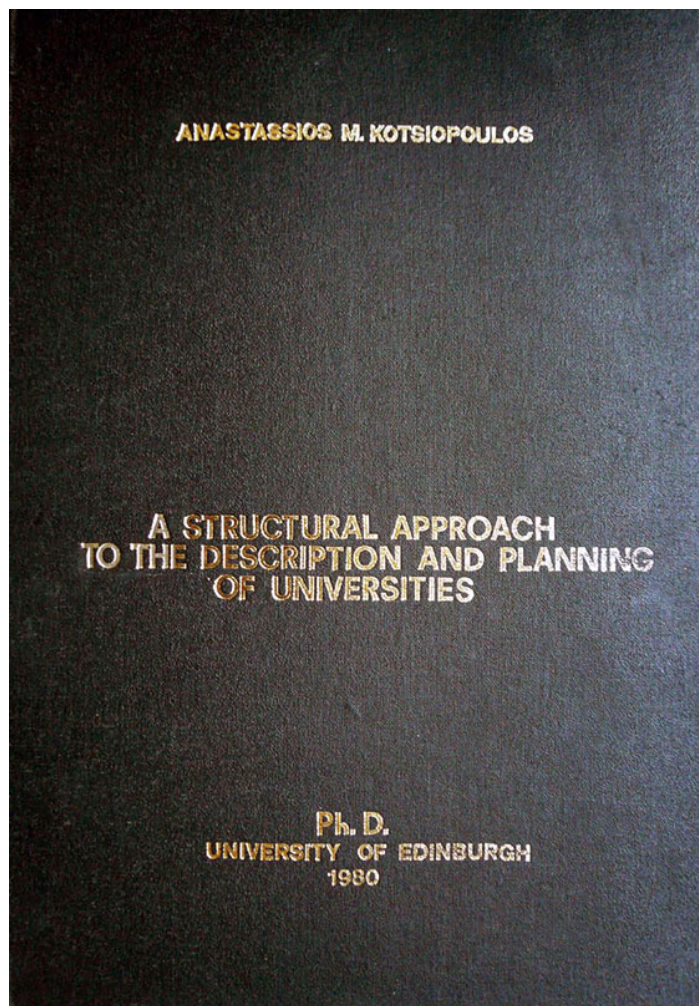 ANASTASSIOS M. KOTSIOPOULOS
A STRUCTURAL APPROACH
TO THE DESCRIPTION AND PLANNING
OF UNIVERSITIES
Ph. D.
UNIVERSITY OF EDINBURGH
1980